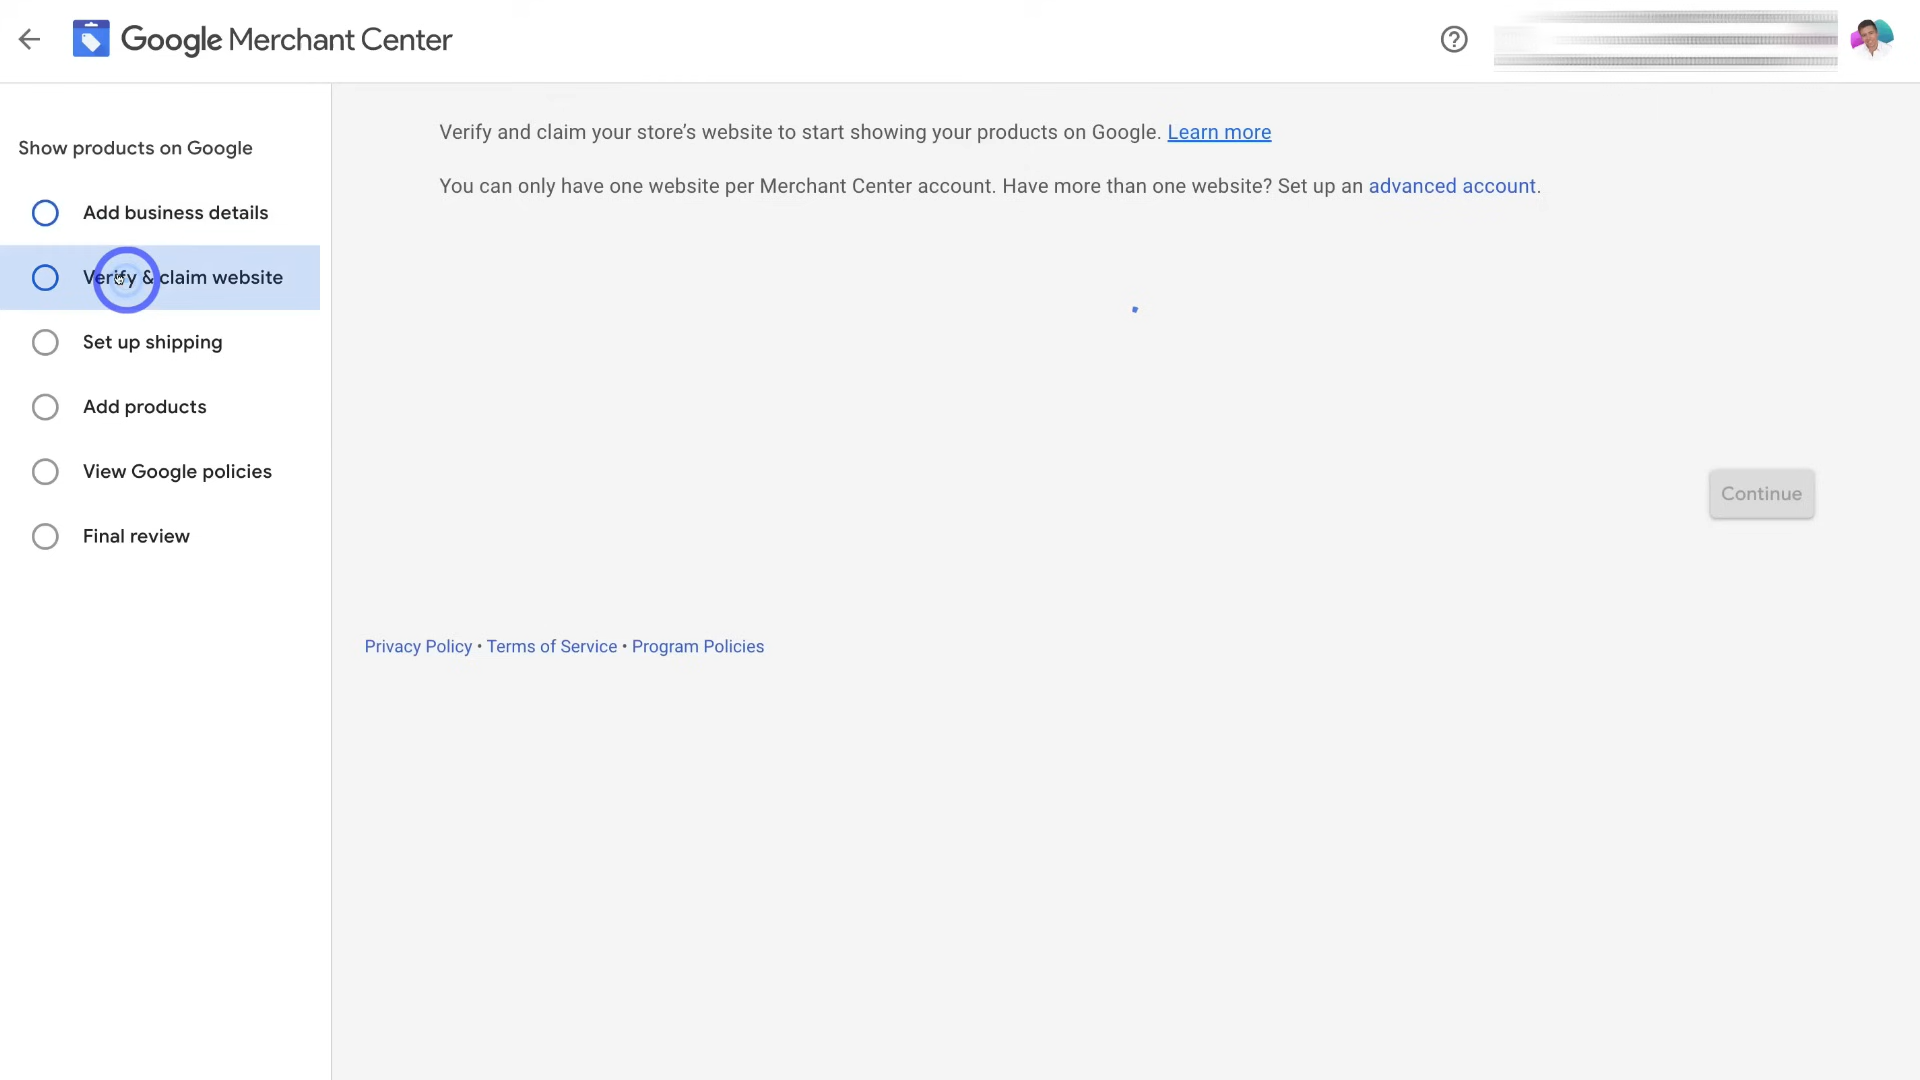 Google Merchant Center
Show products on Google
Add business details
Verify & claim website
Set up shipping
Add products
View Google policies
Final review
Verify and claim your store's website to start showing your products on Google. Learn more
You can only have one website per Merchant Center account. Have more than one website? Set up an advanced account.
Continue
Privacy Policy • Terms of Service • Program Policies